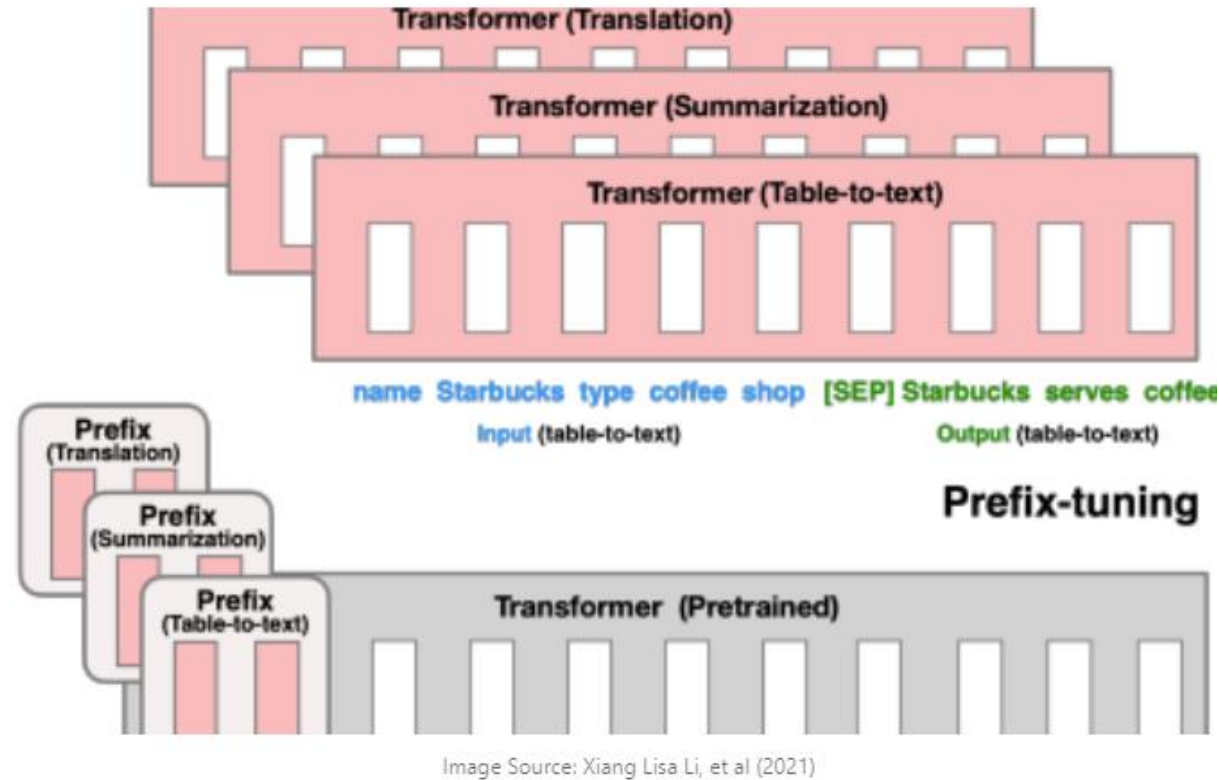 Transformer (Translation)
Transformer (Summarization)
Transformer (Table-to-text)
name Starbucks type coffee shop [SEP] Starbucks serves coffee
Input (table-to-text) Output (table-to-text)
Prefix
(Translation)
Prefix
(Summarization)
Prefix
(Table-to-text)
Prefix-tuning
Transformer (Pretrained)
Image Source: Xiang Lisa Li, et al (2021)